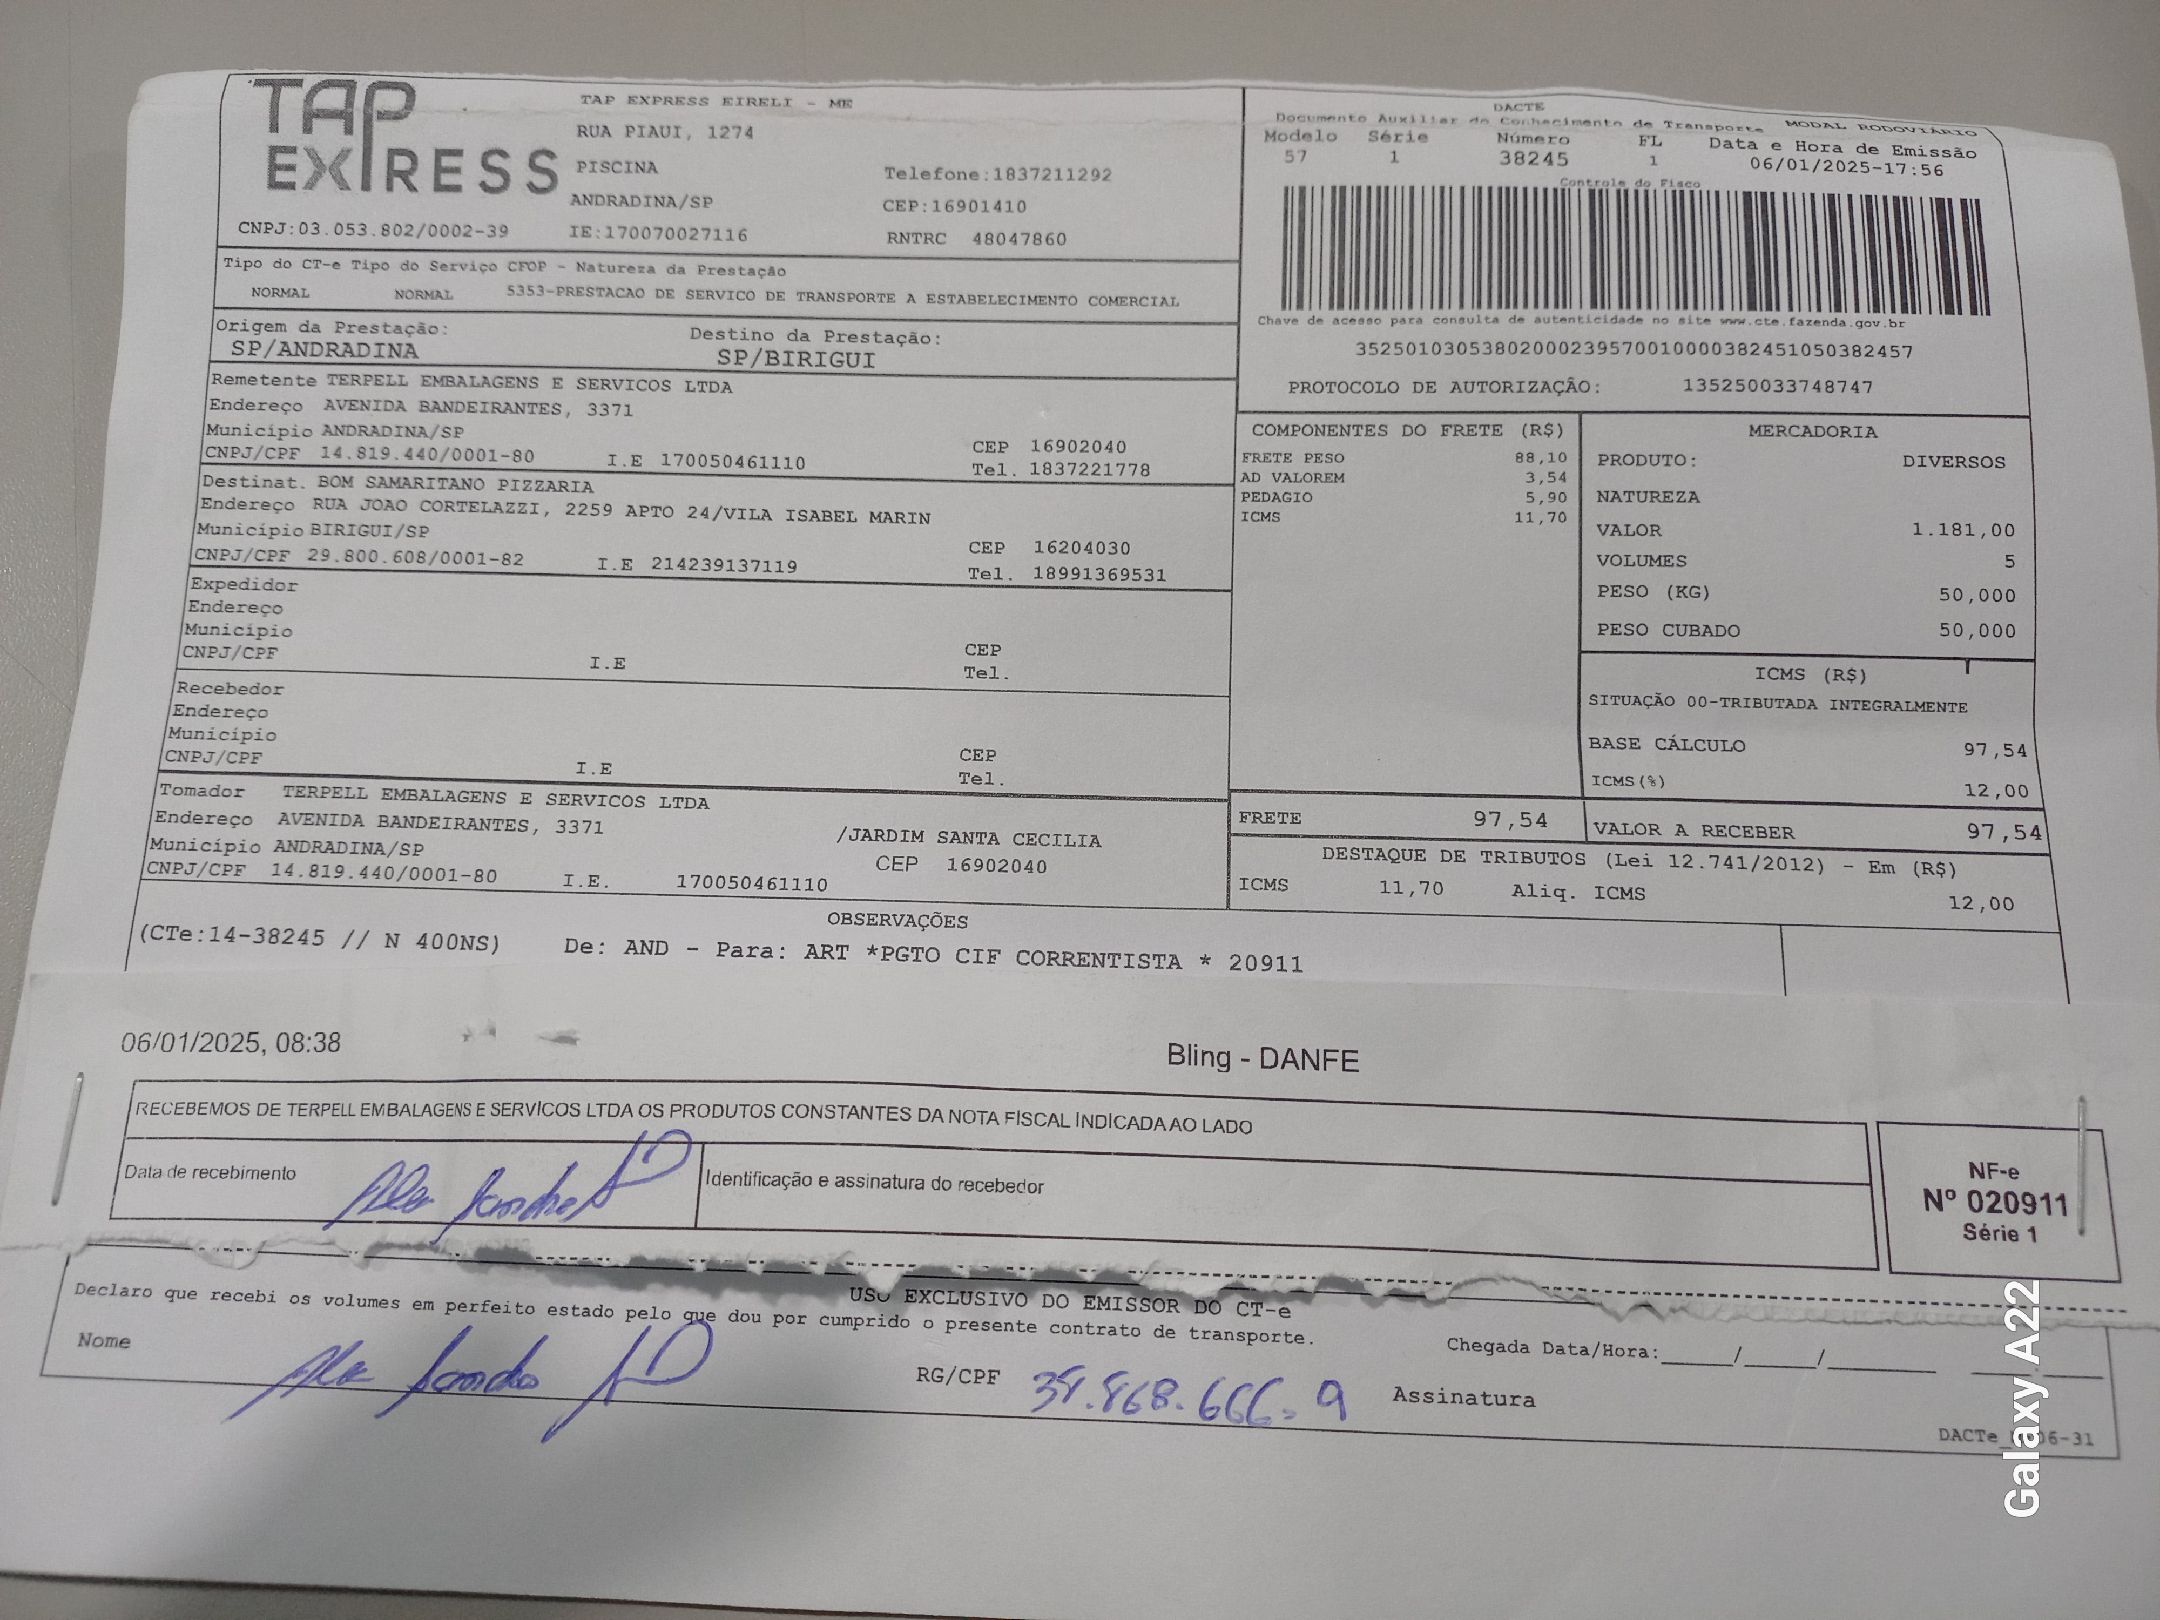 TAP
EXPRESS
TAP EXPRESS EIRELI - ME
RUA PIAUI, 1274
PISCINA Telefone:1837211292
ANDRADINA/SP CEP:16901410
CNPJ:03.053.802/0002-39 IE:170070027116 RNTRC 48047860
DACTE
Documento Auxiliar do Conhecimento de Transporte MODAL RODOVIÁRIO
Modelo Série Número FL Data e Hora de Emissão
57 1 38245 1 06/01/2025-17:56
Controle do Fisco
Chave de acesso para consulta de autenticidade no site www.cte.fazenda.gov.br
35250103053802000239570010000382451050382457
PROTOCOLO DE AUTORIZAÇÃO: 135250033748747
Tipo do CT-e Tipo do Serviço CFOP - Natureza da Prestação
NORMAL NORMAL 5353-PRESTACAO DE SERVICO DE TRANSPORTE A ESTABELECIMENTO COMERCIAL
Origem da Prestação: Destino da Prestação:
SP/ANDRADINA SP/BIRIGUI
Remetente TERPELL EMBALAGENS E SERVICOS LTDA
Endereço AVENIDA BANDEIRANTES, 3371
Município ANDRADINA/SP CEP 16902040
CNPJ/CPF 14.819.440/0001-80 I.E 170050461110 Tel. 1837221778
Destinat. BOM SAMARITANO PIZZARIA
Endereço RUA JOAO CORTELAZZI, 2259 APTO 24/VILA ISABEL MARIN
Município BIRIGUI/SP CEP 16204030
CNPJ/CPF 29.800.608/0001-82 I.E 214239137119 Tel. 18991369531
Expedidor
Endereço
Município CEP
CNPJ/CPF I.E Tel.
Recebedor
Endereço
Município CEP
CNPJ/CPF I.E Tel.
Tomador TERPELL EMBALAGENS E SERVICOS LTDA
Endereço AVENIDA BANDEIRANTES, 3371 /JARDIM SANTA CECILIA
Município ANDRADINA/SP CEP 16902040
CNPJ/CPF 14.819.440/0001-80 I.E. 170050461110
COMPONENTES DO FRETE (R$)
FRETE PESO 88,10
AD VALOREM 3,54
PEDAGIO 5,90
ICMS 11,70
MERCADORIA
PRODUTO: DIVERSOS
NATUREZA
VALOR 1.181,00
VOLUMES 5
PESO (KG) 50,000
PESO CUBADO 50,000
ICMS (R$)
SITUAÇÃO 00-TRIBUTADA INTEGRALMENTE
BASE CÁLCULO 97,54
ICMS(%) 12,00
FRETE 97,54 VALOR A RECEBER 97,54
DESTAQUE DE TRIBUTOS (Lei 12.741/2012) - Em (R$)
ICMS 11,70 Aliq. ICMS 12,00
OBSERVAÇÕES
(CTe:14-38245 // N 400NS) De: AND - Para: ART *PGTO CIF CORRENTISTA * 20911
06/01/2025, 08:38 Bling - DANFE
RECEBEMOS DE TERPELL EMBALAGENS E SERVICOS LTDA OS PRODUTOS CONSTANTES DA NOTA FISCAL INDICADA AO LADO
Data de recebimento Identificação e assinatura do recebedor
NF-e
Nº 020911
Série 1
USO EXCLUSIVO DO EMISSOR DO CT-e
Declaro que recebi os volumes em perfeito estado pelo que dou por cumprido o presente contrato de transporte.
Nome RG/CPF Chegada Data/Hora:_____/_____/________
Assinatura
Galaxy A22